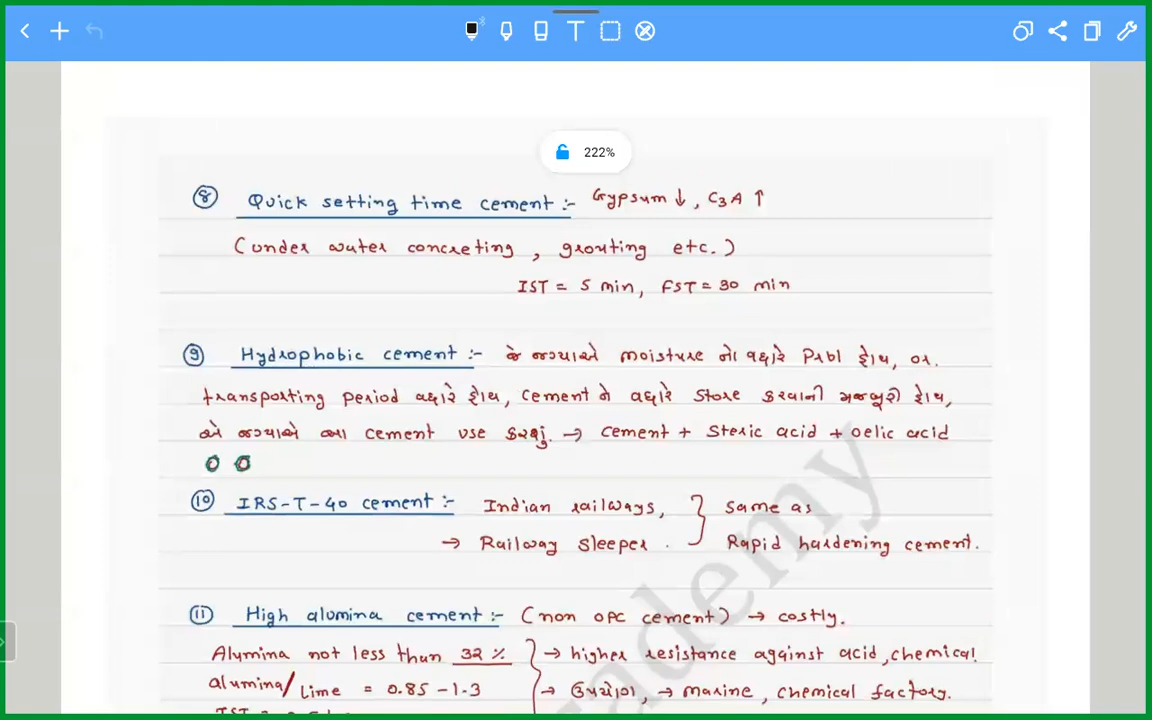 222%
⑧ Quick setting time cement :- Gypsum ↓, C3A ↑
(under water concreting, grouting etc.)
IST = 5 min, FST = 30 min
⑨ Hydrophobic cement :- કે જગ્યાએ moisture નો વધારે Prbl હોય, or
transporting period વધારે હોય, cement ને વધારે store કરવાની મજબૂરી હોય,
એ જગ્યાએ આ cement use કરશું. → cement + Steric acid + oelic acid
⑩ IRS-T-40 cement :- Indian railways, } Same as
→ Railway Sleeper. Rapid hardening cement.
⑪ High alumina cement :- (non OPC cement) → costly.
Alumina not less than 32 % } → higher resistance against acid, chemical
alumina/lime = 0.85 - 1.3 → ઉપયોગ → marine, chemical factory.
ademy